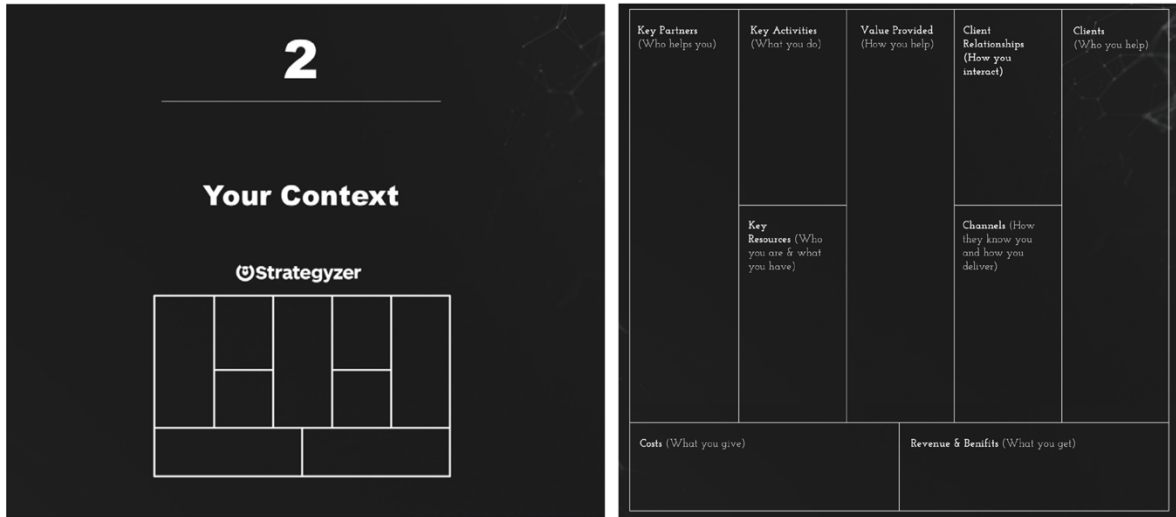 2
Your Context
Strategyzer
Key Partners
(Who helps you)
Key Activities
(What you do)
Value Provided
(How you help)
Client
Relationships
(How you
interact)
Clients
(Who you help)
Key
Resources (Who
you are & what
you have)
Channels (How
they know you
and how you
deliver)
Costs (What you give)
Revenue & Benifits (What you get)